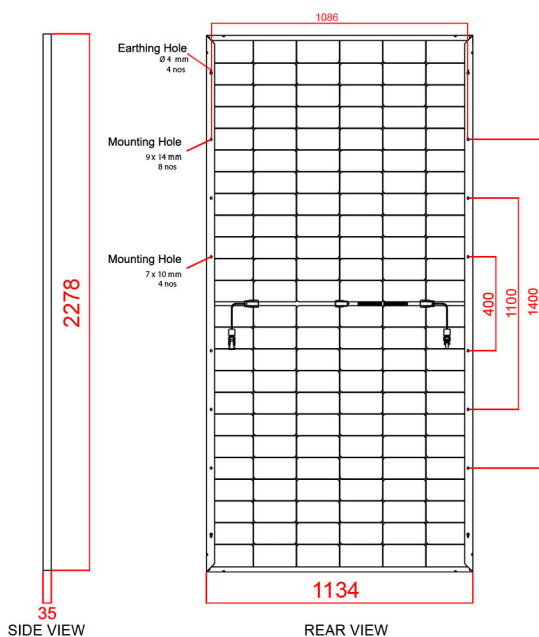 1086
Earthing Hole
Ø 4 mm
4 nos
Mounting Hole
9 x 14 mm
8 nos
Mounting Hole
7 x 10 mm
4 nos
2278
400
1100
1400
35
1134
SIDE VIEW
REAR VIEW